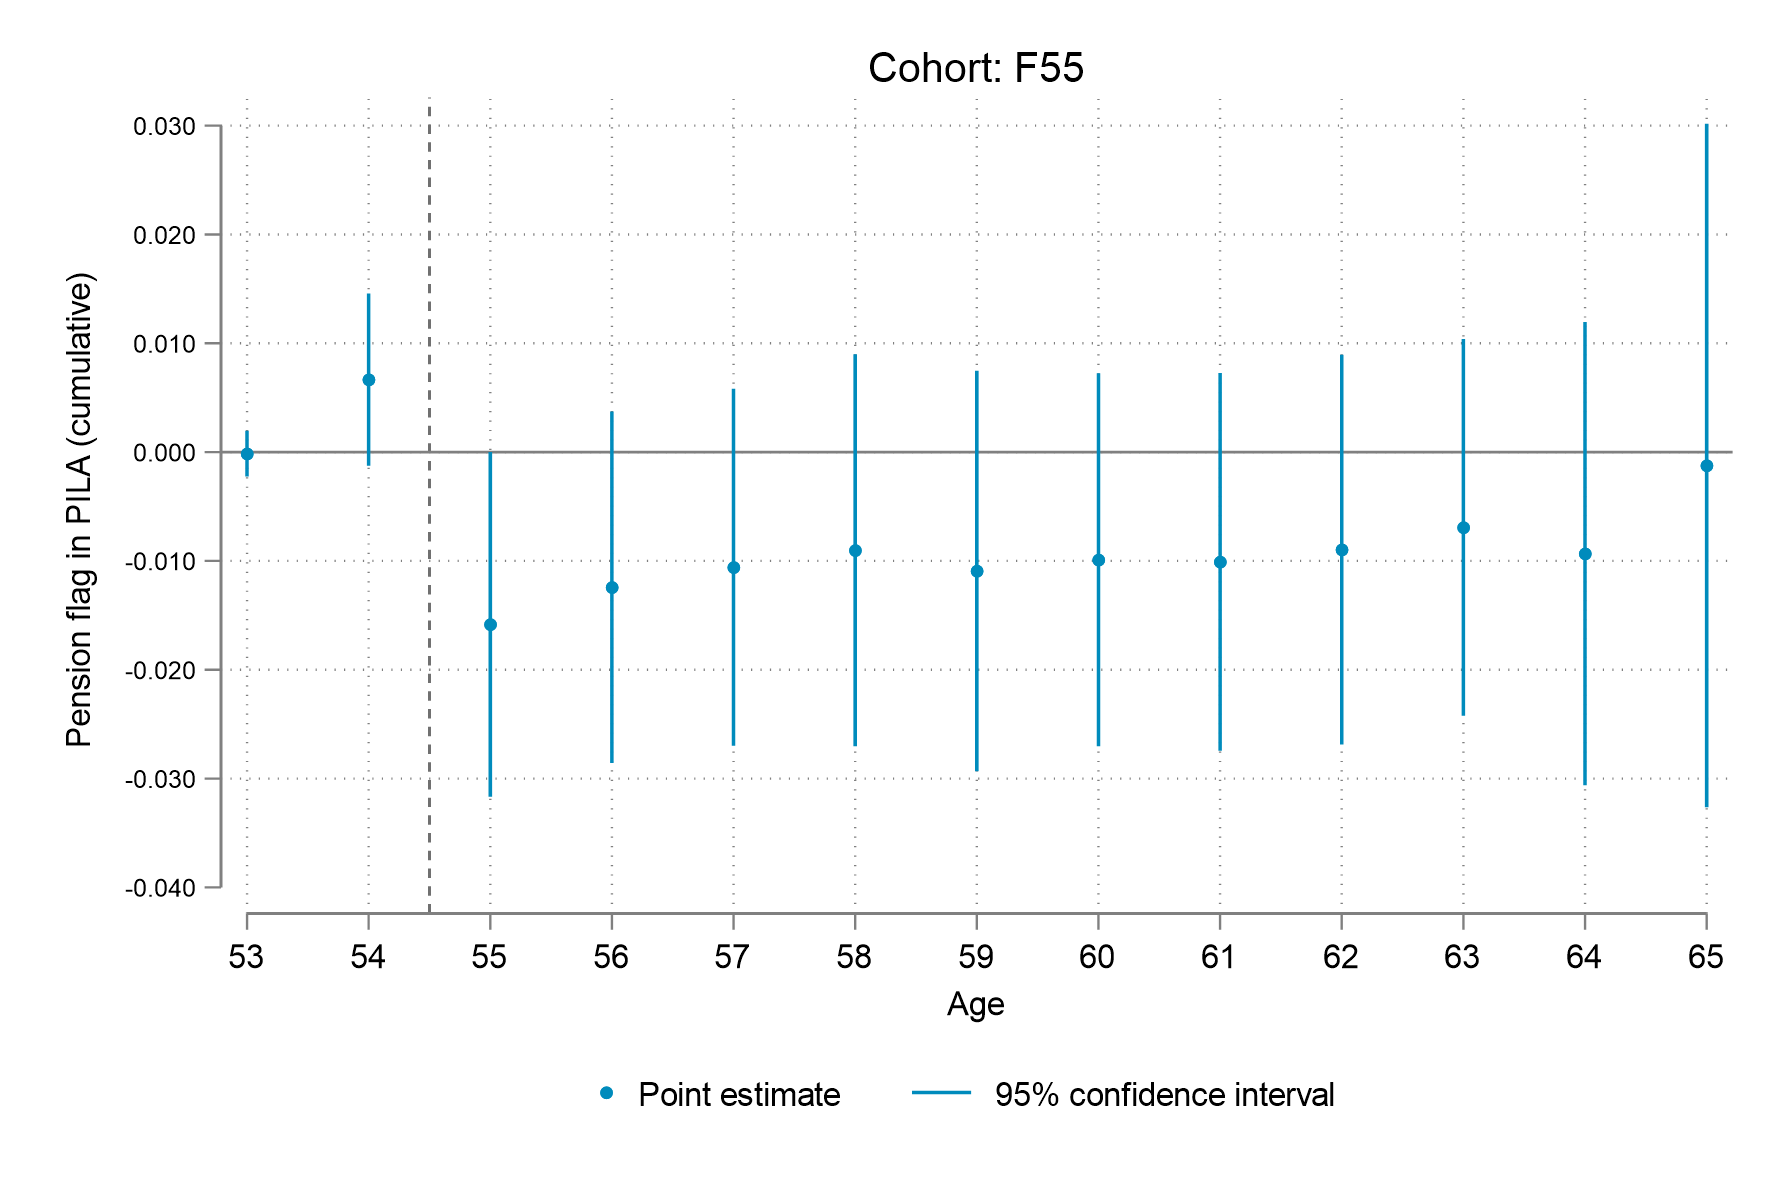 Cohort: F55
Pension flag in PILA (cumulative)
0.030
0.020
0.010
0.000
-0.010
-0.020
-0.030
-0.040
53 54 55 56 57 58 59 60 61 62 63 64 65
Age
Point estimate 95% confidence interval